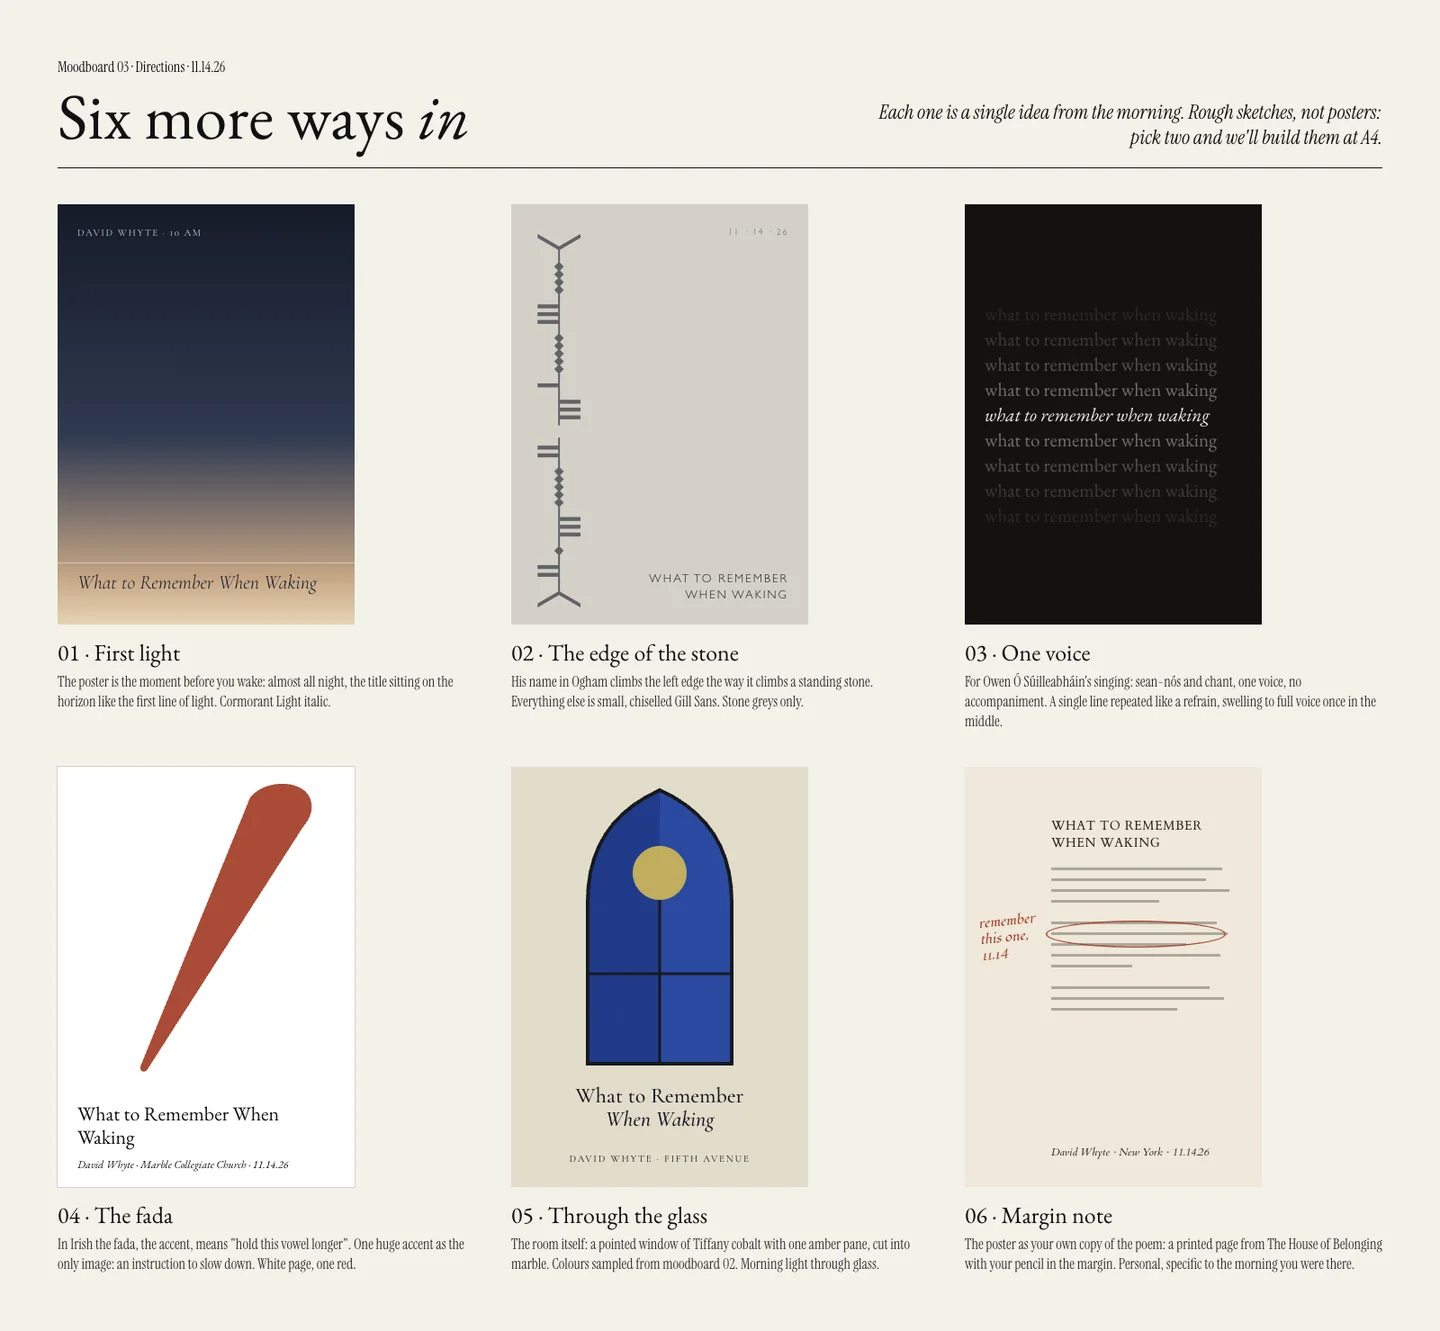 Moodboard 03 · Directions · 11.14.26
Six more ways in
Each one is a single idea from the morning. Rough sketches, not posters:
pick two and we'll build them at A4.
DAVID WHYTE · 10 AM
What to Remember When Waking
01 · First light
The poster is the moment before you wake: almost all night, the title sitting on the
horizon like the first line of light. Cormorant Light italic.
᚛ᚇᚐᚃᚔᚇ ᚃᚆᚔᚈᚓ᚜
11 · 14 · 26
WHAT TO REMEMBER
WHEN WAKING
02 · The edge of the stone
His name in Ogham climbs the left edge the way it climbs a standing stone.
Everything else is small, chiselled Gill Sans. Stone greys only.
what to remember when waking
what to remember when waking
what to remember when waking
what to remember when waking
what to remember when waking
what to remember when waking
what to remember when waking
what to remember when waking
what to remember when waking
03 · One voice
For Owen Ó Súilleabháin's singing: sean-nós and chant, one voice, no
accompaniment. A single line repeated like a refrain, swelling to full voice once in the
middle.
What to Remember When
Waking
David Whyte · Marble Collegiate Church · 11.14.26
04 · The fada
In Irish the fada, the accent, means "hold this vowel longer". One huge accent as the
only image: an instruction to slow down. White page, one red.
What to Remember
When Waking
DAVID WHYTE · FIFTH AVENUE
05 · Through the glass
The room itself: a pointed window of Tiffany cobalt with one amber pane, cut into
marble. Colours sampled from moodboard 02. Morning light through glass.
WHAT TO REMEMBER
WHEN WAKING
remember
this one.
11.14
David Whyte · New York · 11.14.26
06 · Margin note
The poster as your own copy of the poem: a printed page from The House of Belonging
with your pencil in the margin. Personal, specific to the morning you were there.